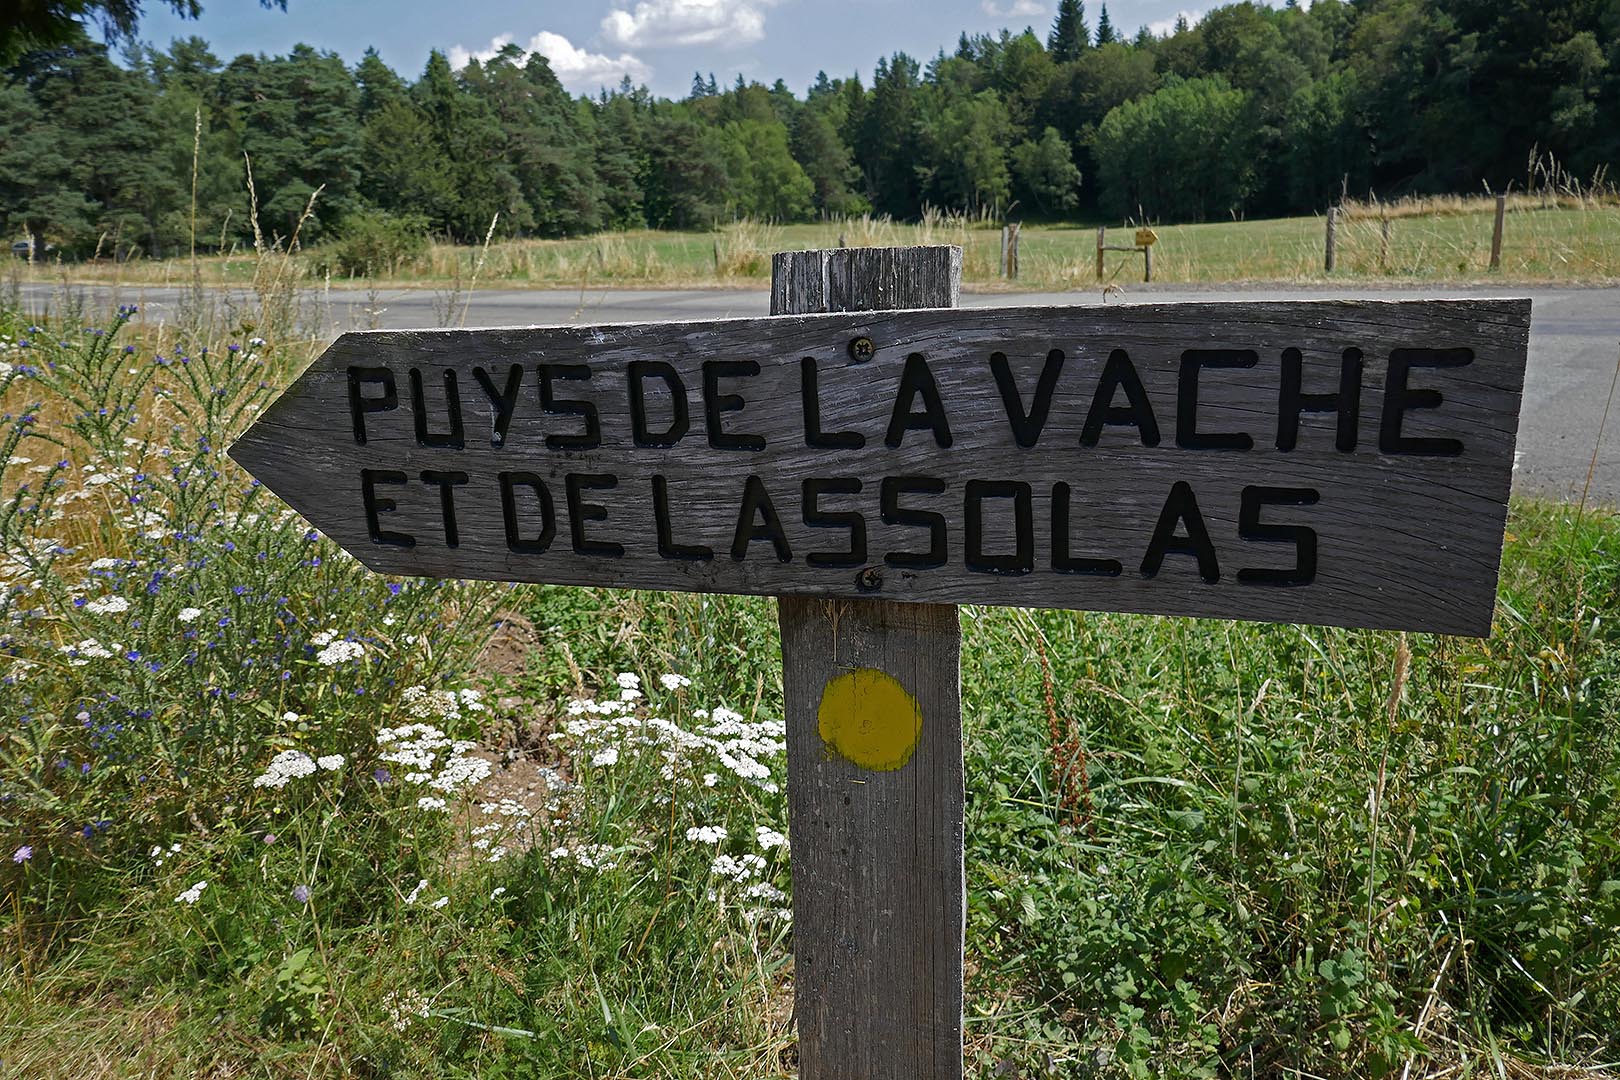 PUYS DE LA VACHE
ET DE LASSOLAS